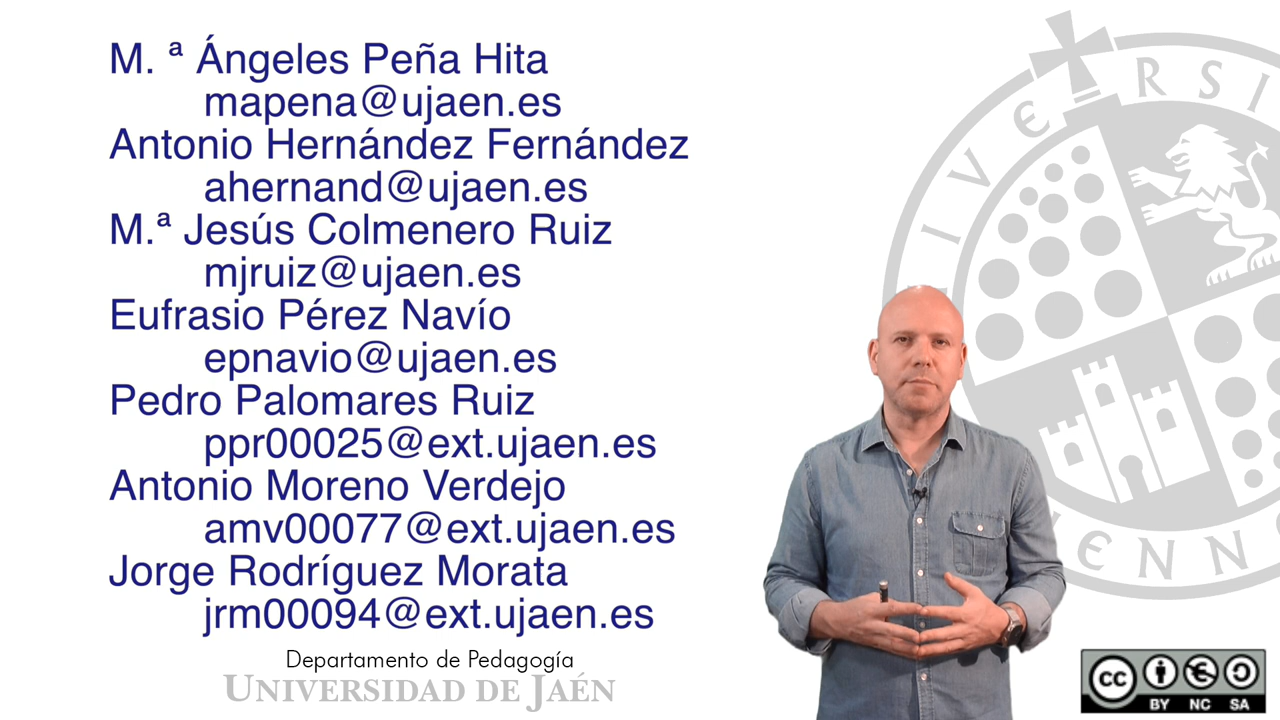 M. ª Ángeles Peña Hita
mapena@ujaen.es
Antonio Hernández Fernández
ahernand@ujaen.es
M.ª Jesús Colmenero Ruiz
mjruiz@ujaen.es
Eufrasio Pérez Navío
epnavio@ujaen.es
Pedro Palomares Ruiz
ppr00025@ext.ujaen.es
Antonio Moreno Verdejo
amv00077@ext.ujaen.es
Jorge Rodríguez Morata
jrm00094@ext.ujaen.es
Departamento de Pedagogía
UNIVERSIDAD DE JAÉN
cc
BY NC SA